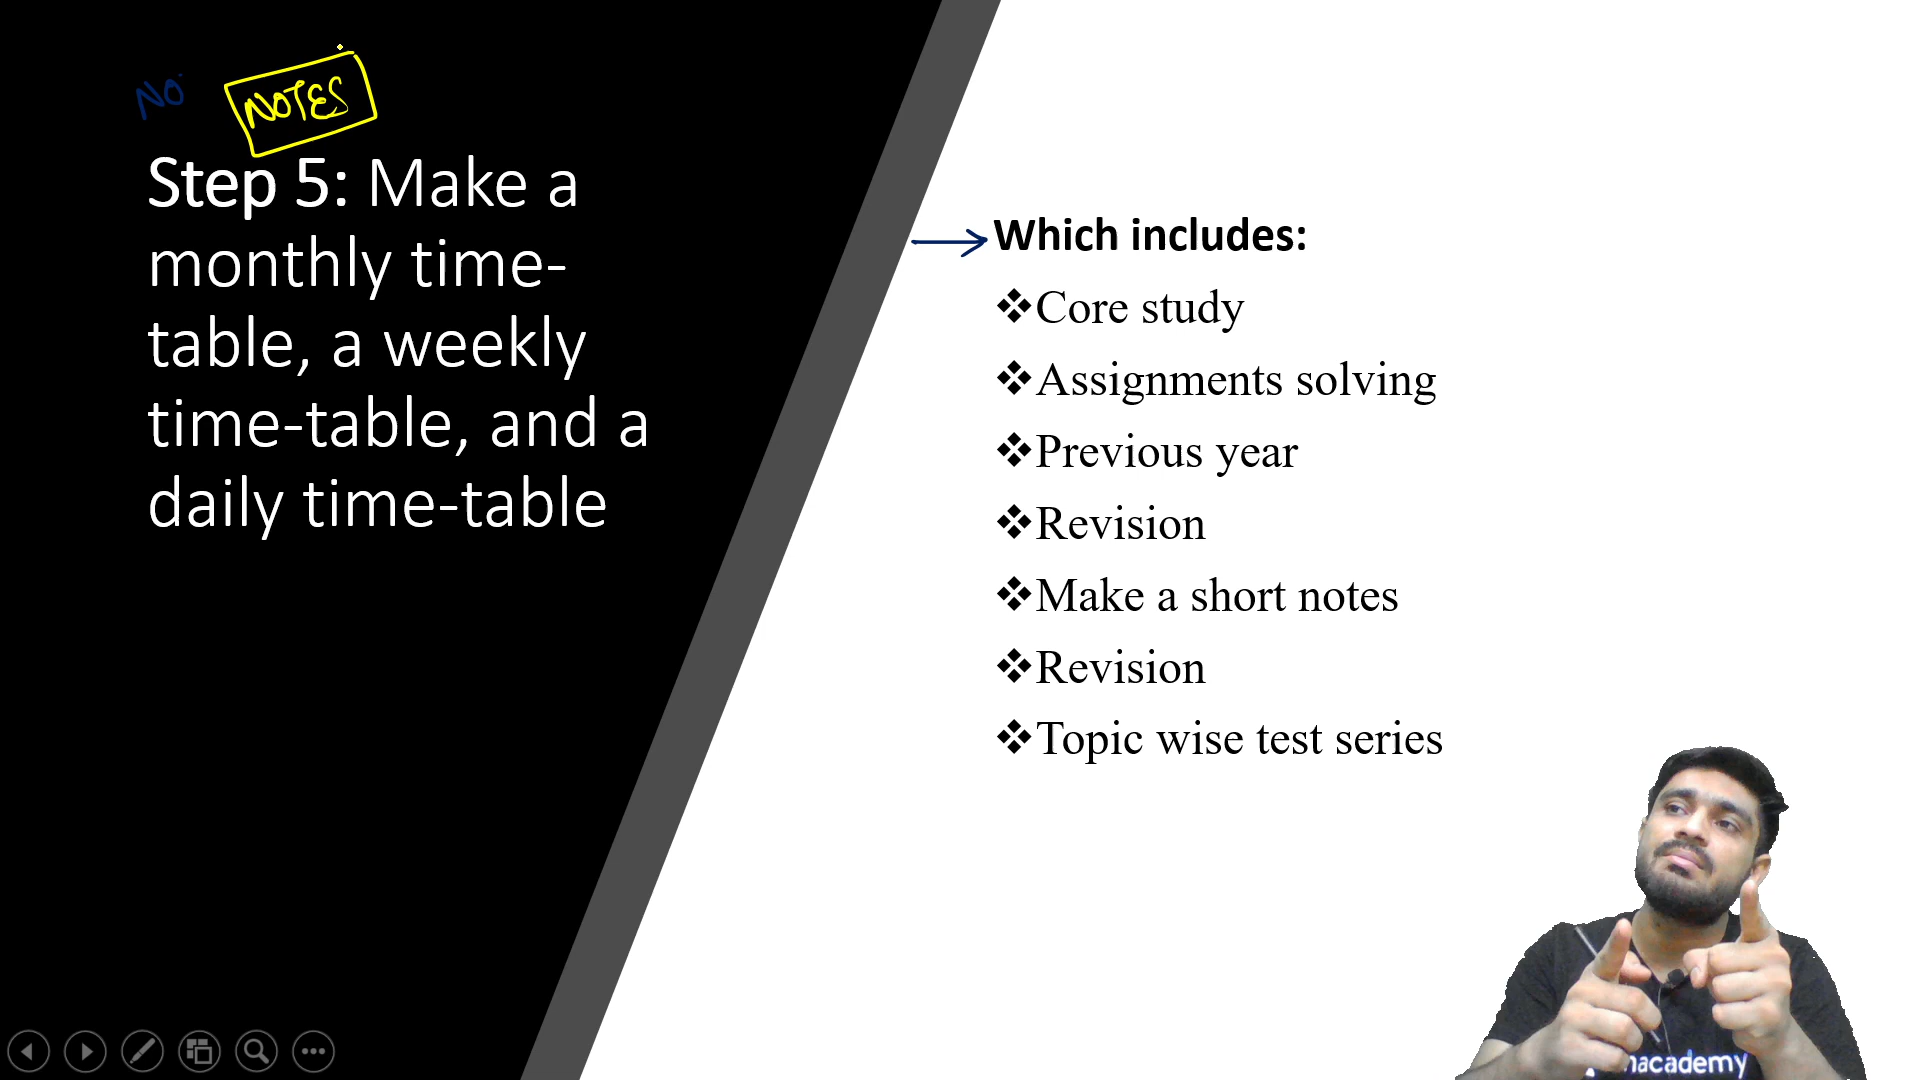 NO
NOTES
Step 5: Make a
monthly time-
table, a weekly
time-table, and a
daily time-table
Which includes:
❖Core study
❖Assignments solving
❖Previous year
❖Revision
❖Make a short notes
❖Revision
❖Topic wise test series
nacademy